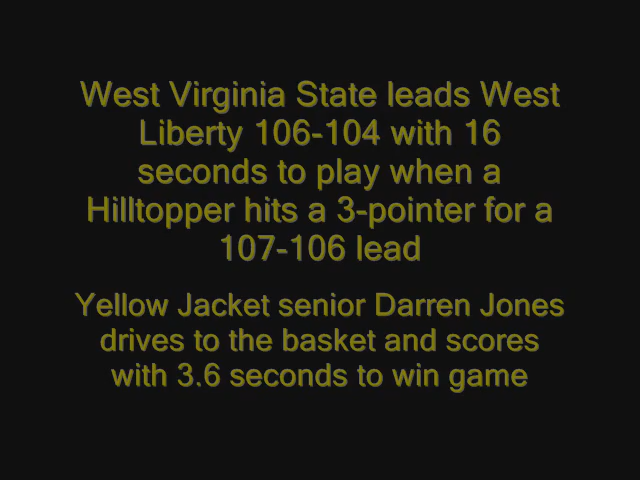 West Virginia State leads West
Liberty 106-104 with 16
seconds to play when a
Hilltopper hits a 3-pointer for a
107-106 lead
Yellow Jacket senior Darren Jones
drives to the basket and scores
with 3.6 seconds to win game